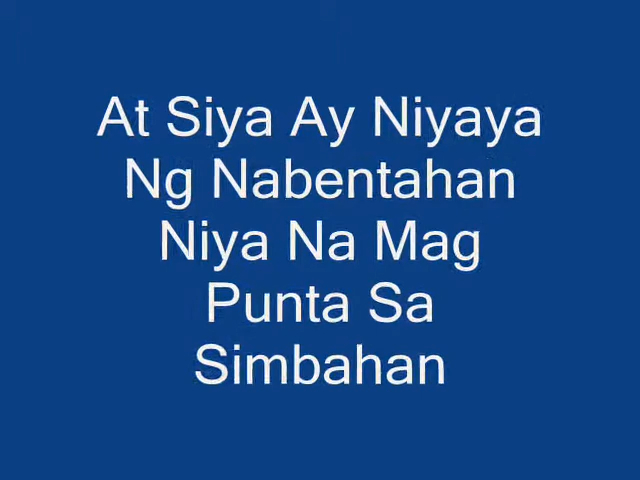 At Siya Ay Niyaya
Ng Nabentahan
Niya Na Mag
Punta Sa
Simbahan